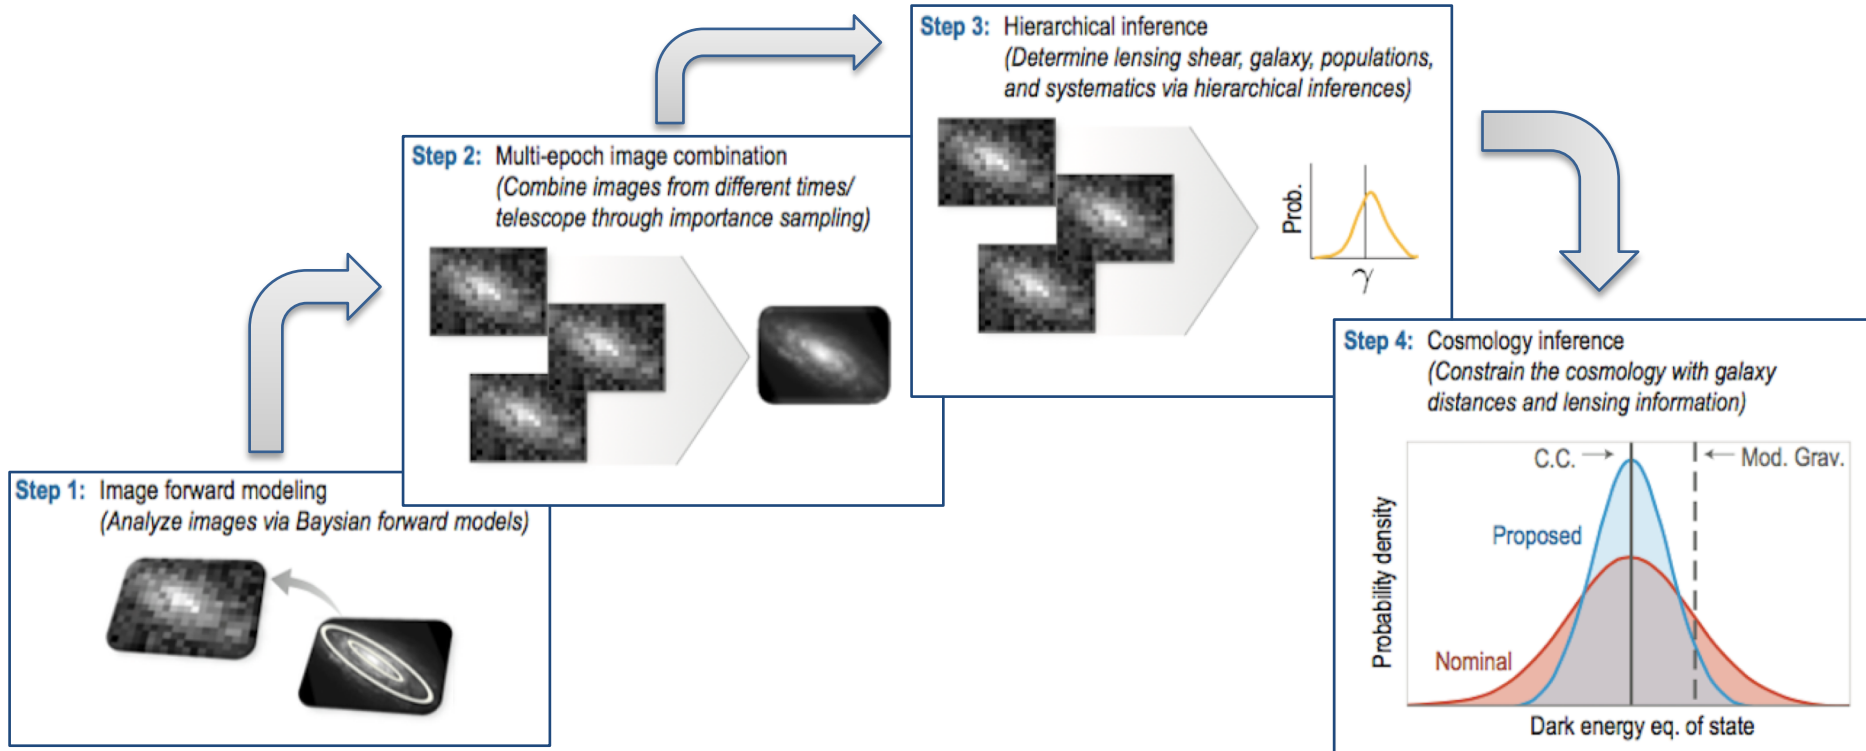 Step 1: Image forward modeling
(Analyze images via Baysian forward models)
Step 2: Multi-epoch image combination
(Combine images from different times/
telescope through importance sampling)
Step 3: Hierarchical inference
(Determine lensing shear, galaxy, populations,
and systematics via hierarchical inferences)
Prob.
γ
Step 4: Cosmology inference
(Constrain the cosmology with galaxy
distances and lensing information)
C.C.
Mod. Grav.
Proposed
Nominal
Probability density
Dark energy eq. of state